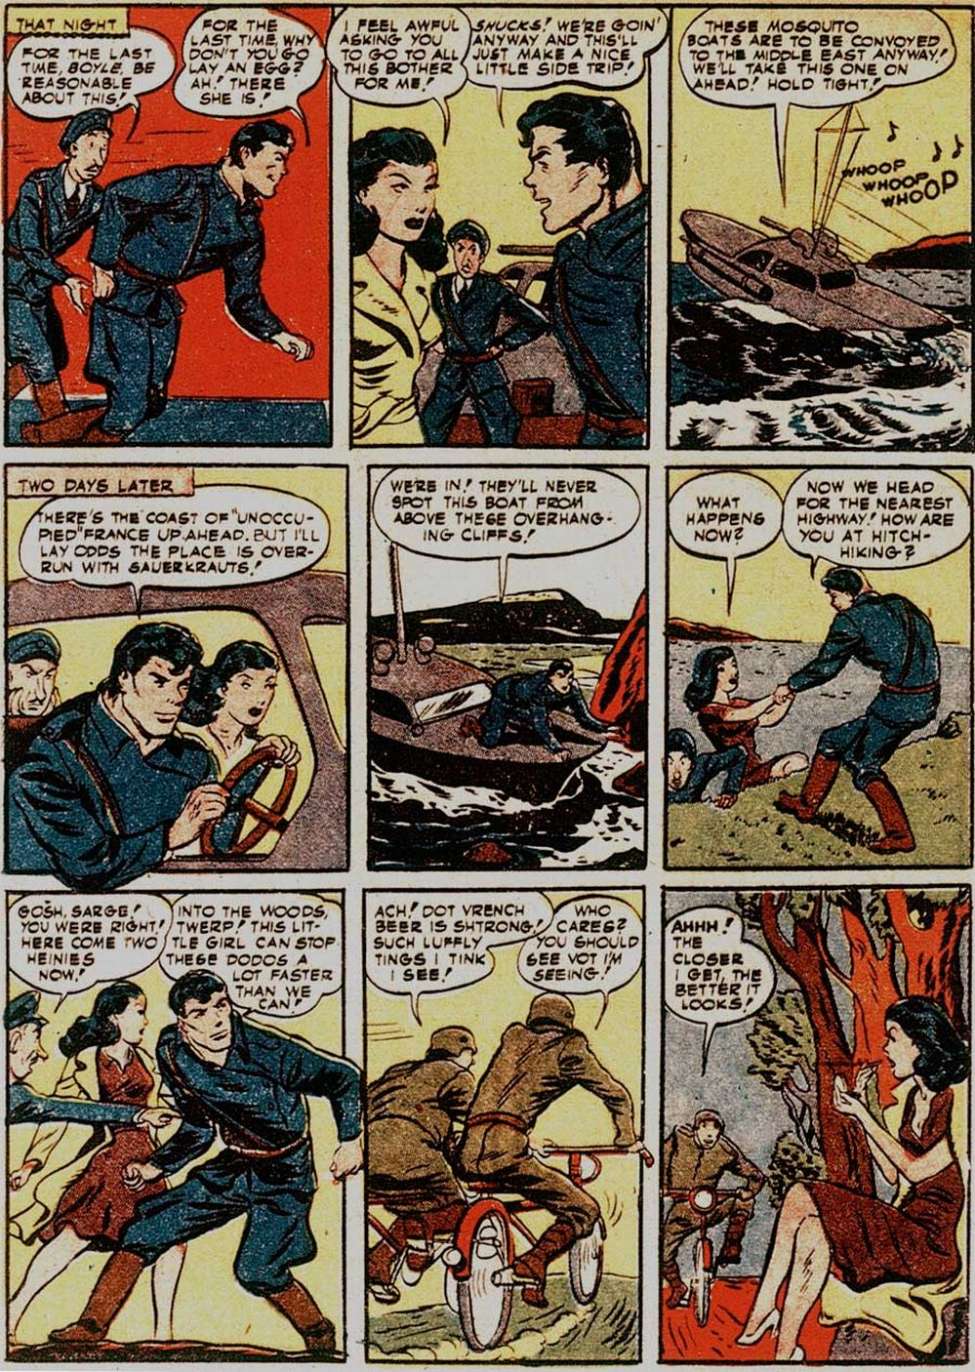 THAT NIGHT
FOR THE LAST
TIME, BOYLE, BE
REASONABLE
ABOUT THIS!
FOR THE
LAST TIME, WHY
DON'T YOU GO
LAY AN EGG?
AH! THERE
SHE IS!
I FEEL AWFUL
ASKING YOU
TO GO TO ALL
THIS BOTHER
FOR ME!
SHUCKS! WE'RE GOIN'
ANYWAY AND THIS'LL
JUST MAKE A NICE
LITTLE SIDE TRIP!
THESE MOSQUITO
BOATS ARE TO BE CONVOYED
TO THE MIDDLE EAST ANYWAY!
WE'LL TAKE THIS ONE ON
AHEAD! HOLD TIGHT!
WHOOP
WHOOP
WHOOP
TWO DAYS LATER
THERE'S THE COAST OF "UNOCCU-
PIED" FRANCE UP AHEAD. BUT I'LL
LAY ODDS THE PLACE IS OVER-
RUN WITH SAUERKRAUTS!
WE'RE IN! THEY'LL NEVER
SPOT THIS BOAT FROM
ABOVE THESE OVERHANG-
ING CLIFFS!
WHAT
HAPPENS
NOW?
NOW WE HEAD
FOR THE NEAREST
HIGHWAY! HOW ARE
YOU AT HITCH-
HIKING?
GOSH, SARGE!
YOU WERE RIGHT!
HERE COME TWO
HEINIES
NOW!
INTO THE WOODS,
TWERP! THIS LIT-
TLE GIRL CAN STOP
THESE DODOS A
LOT FASTER
THAN WE
CAN!
ACH! DOT VRENCH
BEER IS SHTRONG!
SUCH LUFFLY
TINGS I TINK
I SEE!
WHO
CARES?
YOU SHOULD
SEE VOT I'M
SEEING!
AHHH!
THE
CLOSER
I GET, THE
BETTER IT
LOOKS!